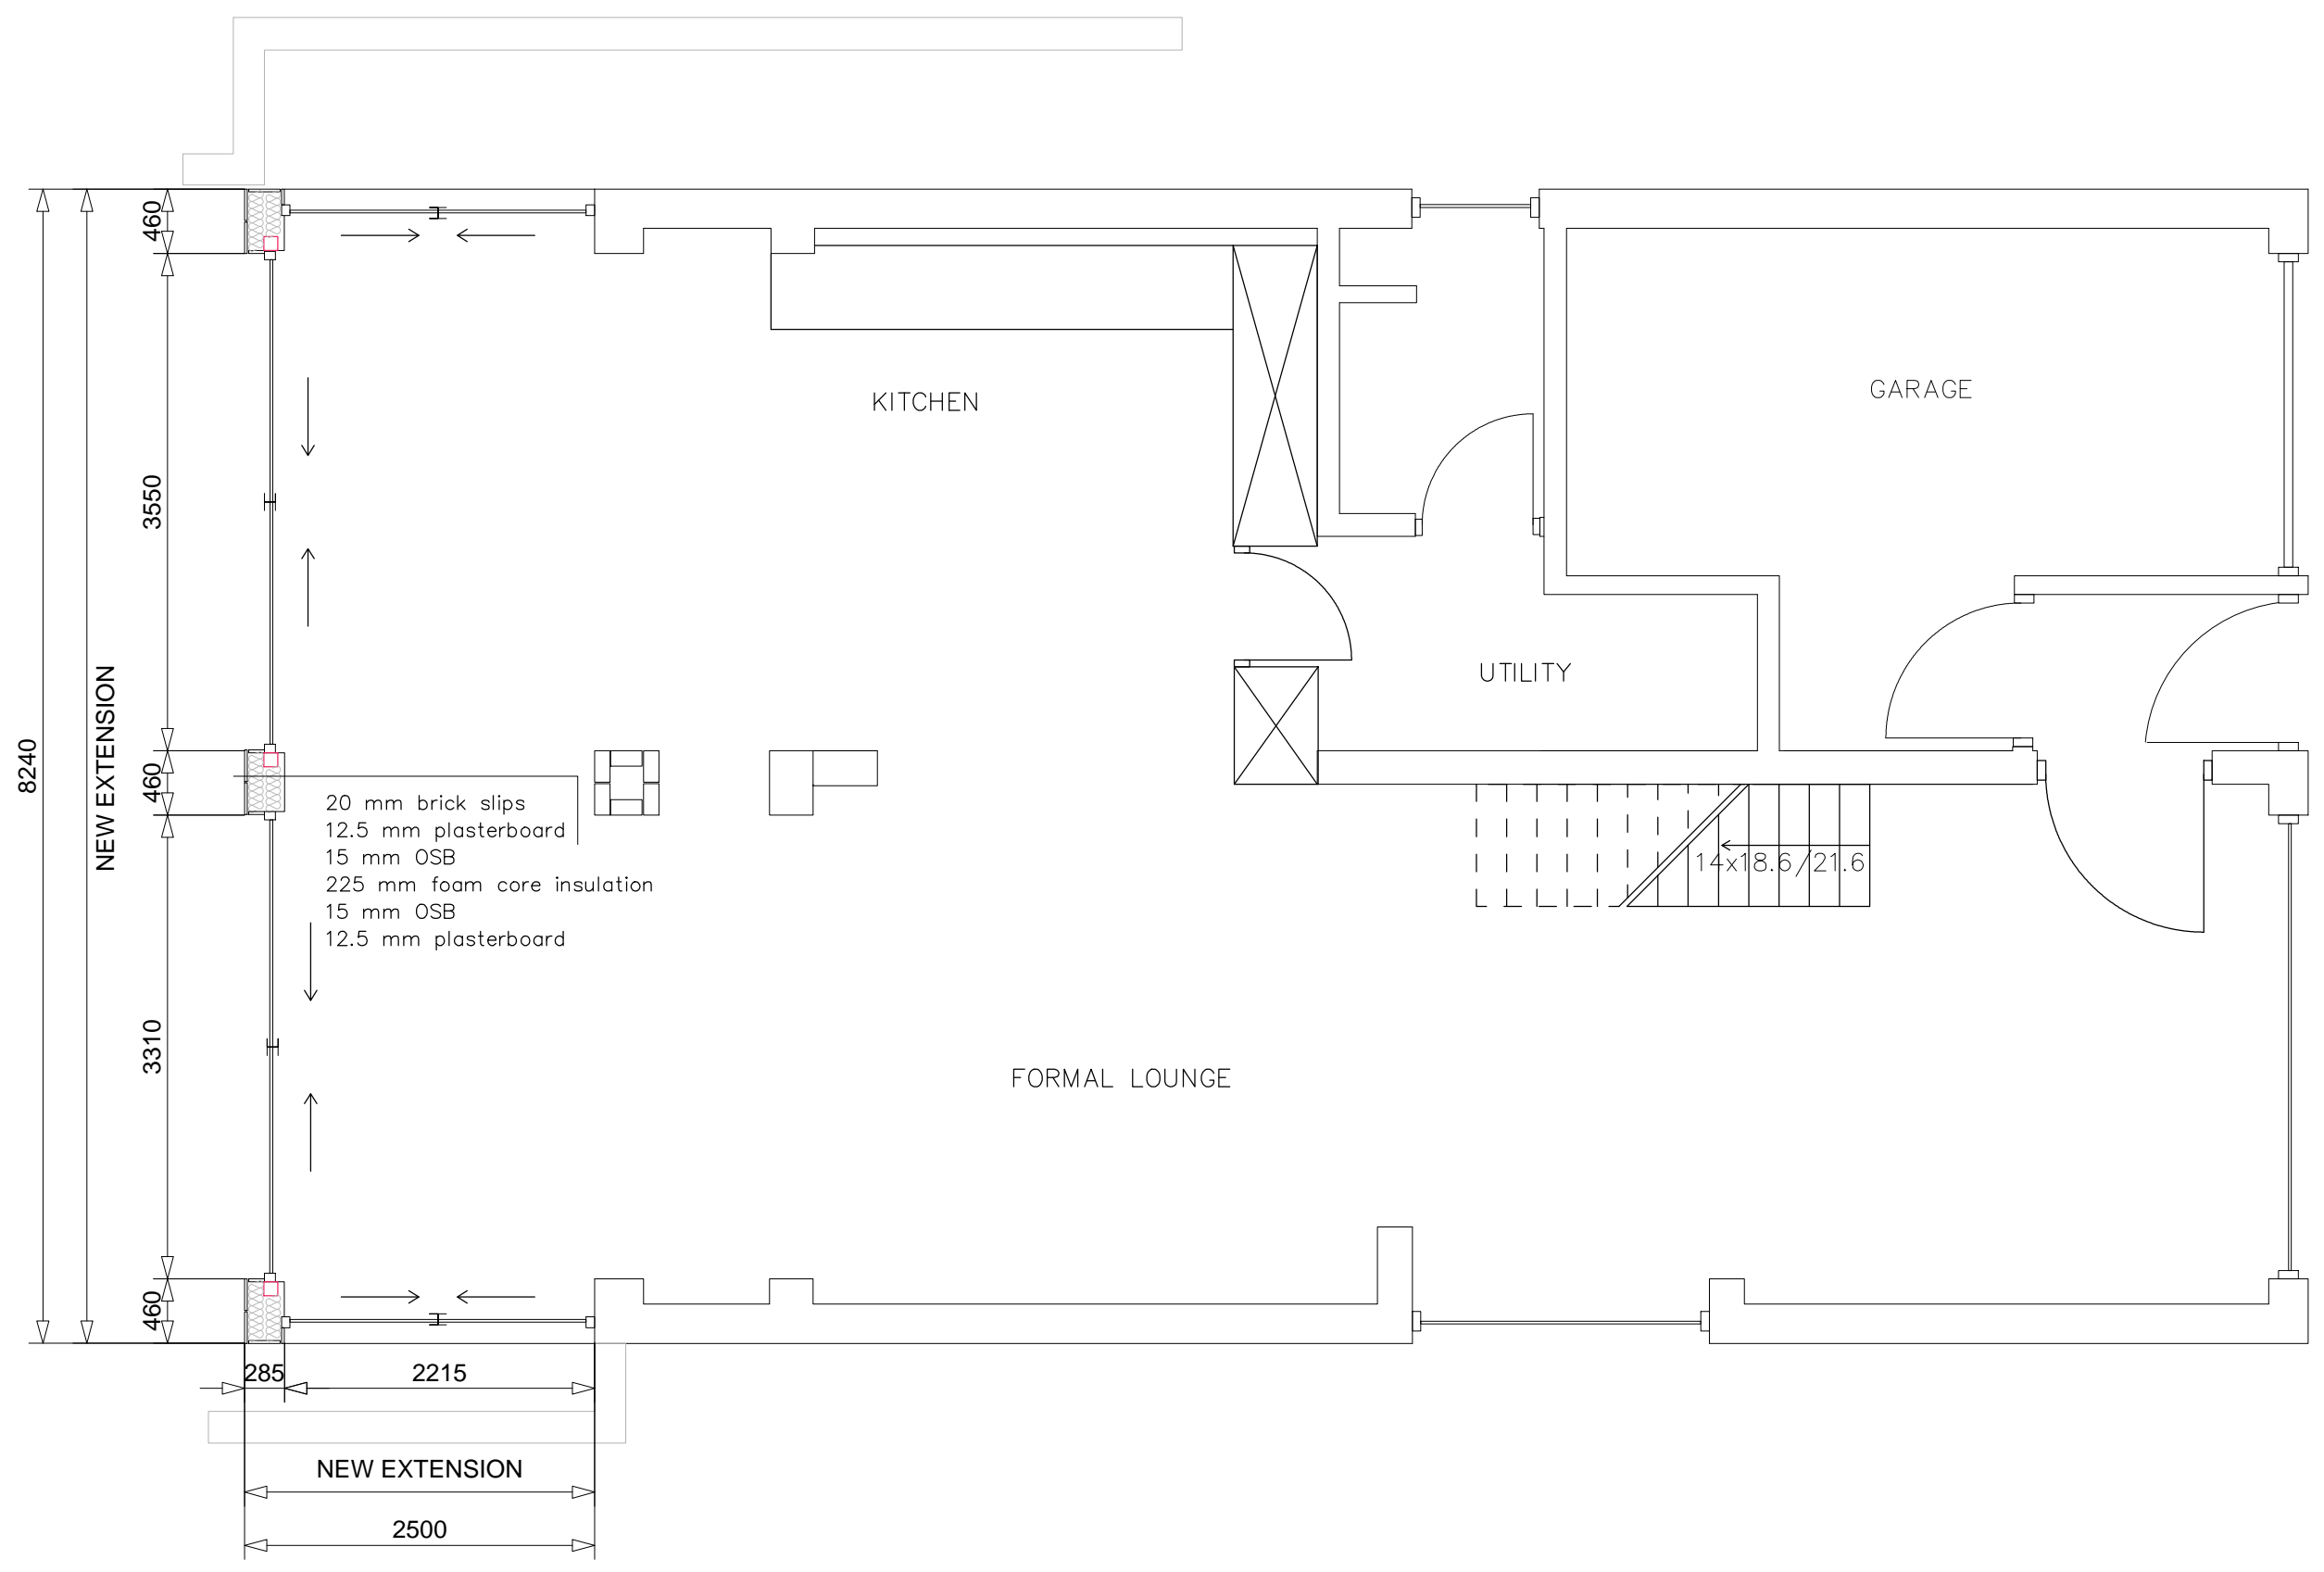 460
KITCHEN
GARAGE
3550
NEW EXTENSION
8240
UTILITY
460
20 mm brick slips
12.5 mm plasterboard
15 mm OSB
225 mm foam core insulation
15 mm OSB
12.5 mm plasterboard
14x18.6/21.6
3310
FORMAL LOUNGE
460
285
2215
NEW EXTENSION
2500